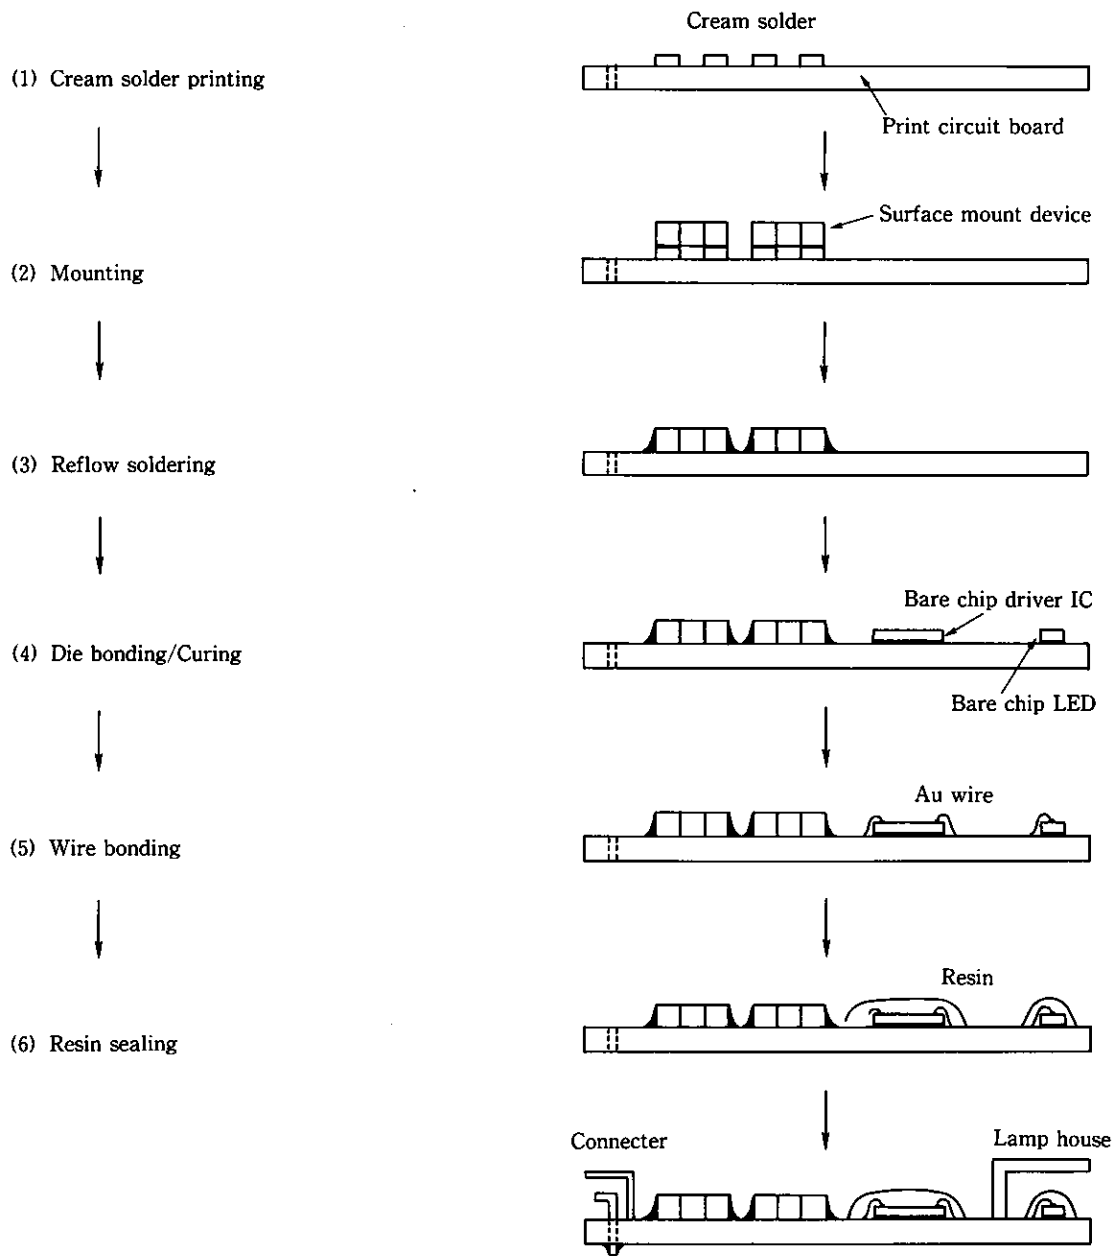 Cream solder
(1) Cream solder printing
Print circuit board
Surface mount device
(2) Mounting
(3) Reflow soldering
Bare chip driver IC
(4) Die bonding/Curing
Bare chip LED
Au wire
(5) Wire bonding
Resin
(6) Resin sealing
Connecter
Lamp house